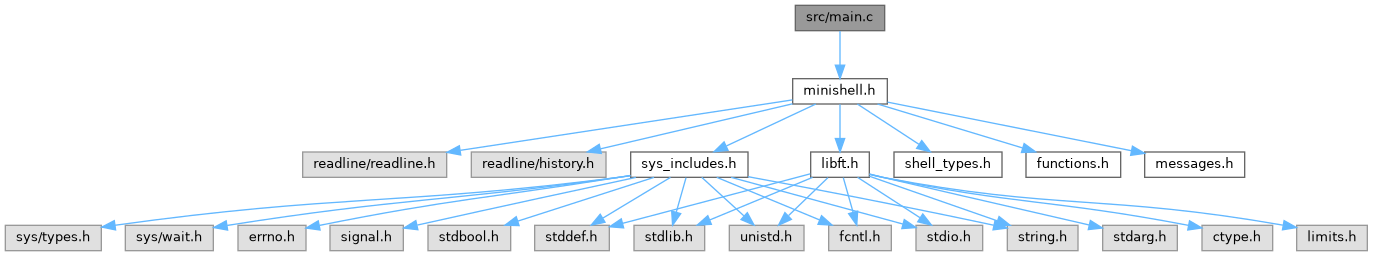 src/main.c
minishell.h
readline/readline.h
readline/history.h
sys_includes.h
libft.h
shell_types.h
functions.h
messages.h
sys/types.h
sys/wait.h
errno.h
signal.h
stdbool.h
stddef.h
stdlib.h
unistd.h
fcntl.h
stdio.h
string.h
stdarg.h
ctype.h
limits.h